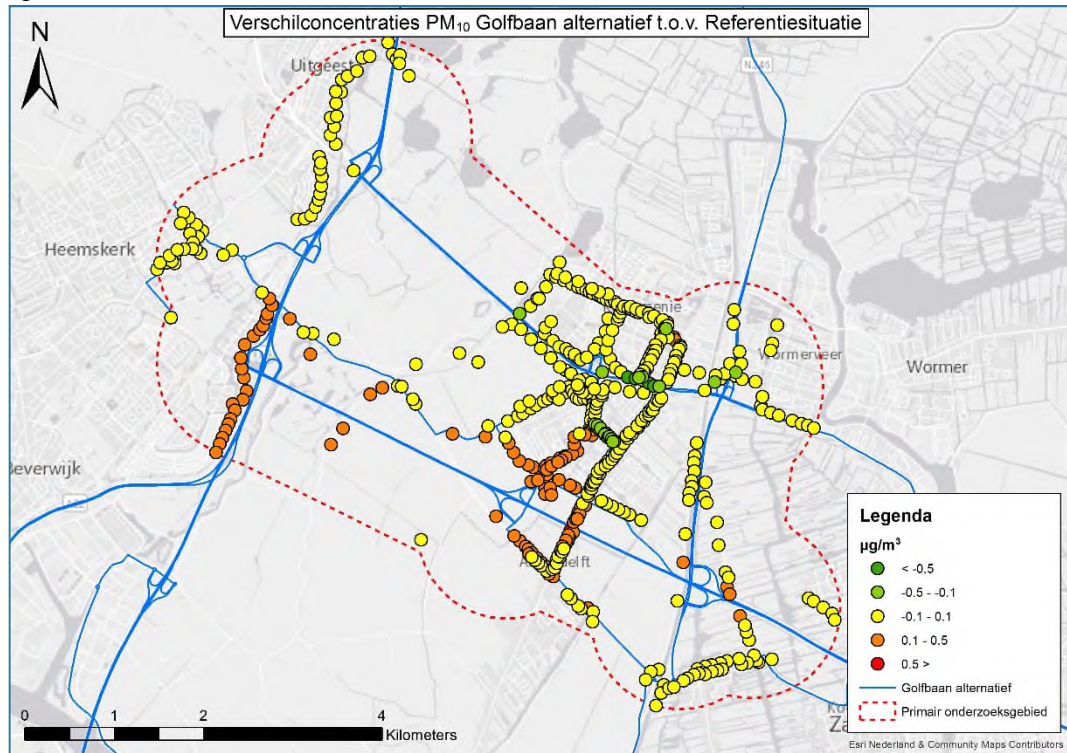 Verschilconcentraties PM₁₀ Golfbaan alternatief t.o.v. Referentiesituatie
N
Uitgeest
N246
Heemskerk
Wormerveer
Wormer
Beverwijk
A22
Legenda
µg/m³
< -0.5
-0.5 - -0.1
-0.1 - 0.1
0.1 - 0.5
0.5 >
Golfbaan alternatief
Primair onderzoeksgebied
0 1 2 4
Kilometers
Esri Nederland & Community Maps Contributors